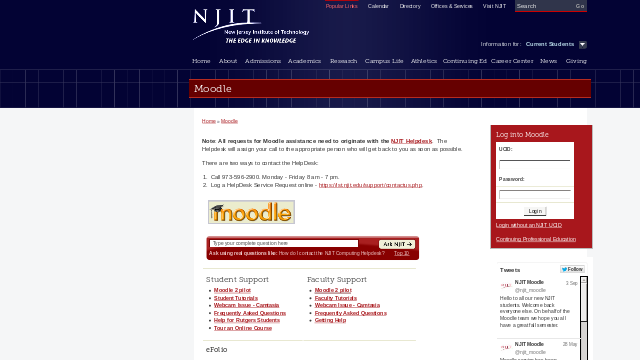 Popular Links Calendar Directory Offices & Services Visit NJIT Search Go
NJIT
New Jersey Institute of Technology
THE EDGE IN KNOWLEDGE
Information for: Current Students
Home About Admissions Academics Research Campus Life Athletics Continuing Ed Career Center News Giving
Moodle
Home » Moodle
Note: All requests for Moodle assistance need to originate with the NJIT Helpdesk. The
Helpdesk will assign your call to the appropriate person who will get back to you as soon as possible.
There are two ways to contact the HelpDesk:
1. Call 973-596-2900. Monday - Friday 8 am - 7 pm.
2. Log a HelpDesk Service Request online - https://ist.njit.edu/support/contactus.php.
moodle
Type your complete question here
Ask NJIT
Ask using real questions like: How do I contact the NJIT Computing Helpdesk? Top 10
Student Support
Moodle 2 pilot
Student Tutorials
Webcam Issue - Camtasia
Frequently Asked Questions
Help for Rutgers Students
Tour an Online Course
Faculty Support
Moodle 2 pilot
Faculty Tutorials
Webcam Issue - Camtasia
Frequently Asked Questions
Getting Help
eFolio
Log into Moodle
UCID:
Password:
Login
Login without an NJIT UCID
Continuing Professional Education
Tweets Follow
NJIT Moodle
@njit_moodle
Hello to all our new NJIT
students. Welcome back
everyone else. On behalf of the
Moodle team we hope you all
have a great fall semester.
NJIT Moodle 28 May
@njit_moodle